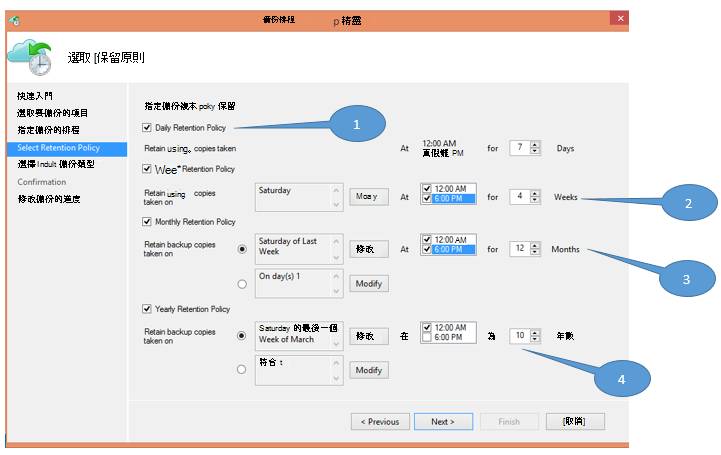 備份排程 p 精靈
選取 [保留原則
快速入門
選取要備份的項目
指定備份的排程
Select Retention Policy
選擇 Indult 備份類型
Confirmation
修改備份的進度
指定備份複本 poky 保留
Daily Retention Policy
1
Retain using。copies taken
At
12:00 AM
萬假離 PM
for
7
Days
Wee" Retention Policy
Retain using copies
taken on
Saturday
Moay
At
12:00 AM
6:00 PM
for
4
Weeks
2
Monthly Retention Policy
Retain backup copies
taken on
Saturday of Last
Week
修改
At
12:00 AM
6:00 PM
for
12
Months
3
On day(s) 1
Modify
Yearly Retention Policy
Retain backup copies
taken on
Saturday 的最後一個
Week of March
修改
在
12:00 AM
6:00 PM
為
10
年數
4
符合 t
Modify
< Previous
Next >
Finish
[取消]